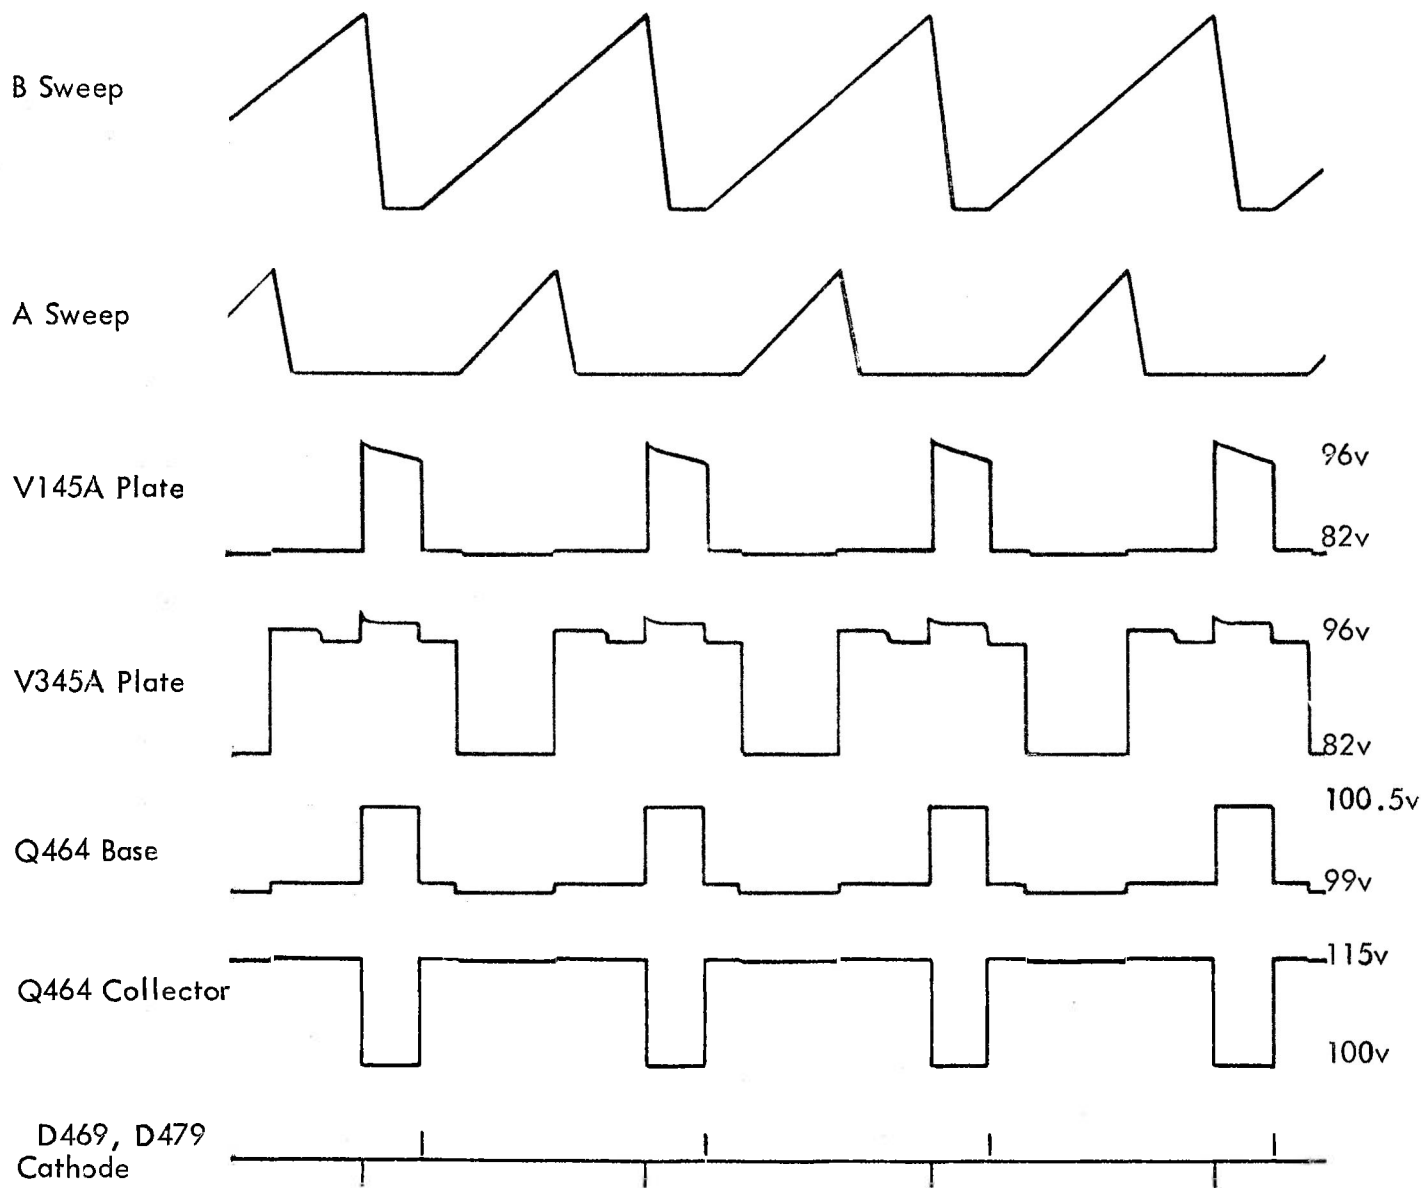 B Sweep
A Sweep
V145A Plate
96v
82v
V345A Plate
96v
82v
Q464 Base
100.5v
99v
Q464 Collector
115v
100v
D469, D479
Cathode